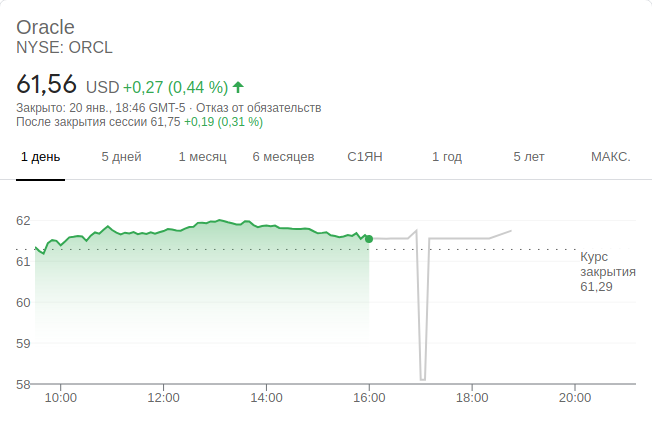 Oracle
NYSE: ORCL
61,56 USD +0,27 (0,44 %)
Закрыто: 20 янв., 18:46 GMT-5 · Отказ от обязательств
После закрытия сессии 61,75 +0,19 (0,31 %)
1 день 5 дней 1 месяц 6 месяцев С1ЯН 1 год 5 лет МАКС.
62
61
60
59
58
Курс
закрытия
61,29
10:00 12:00 14:00 16:00 18:00 20:00